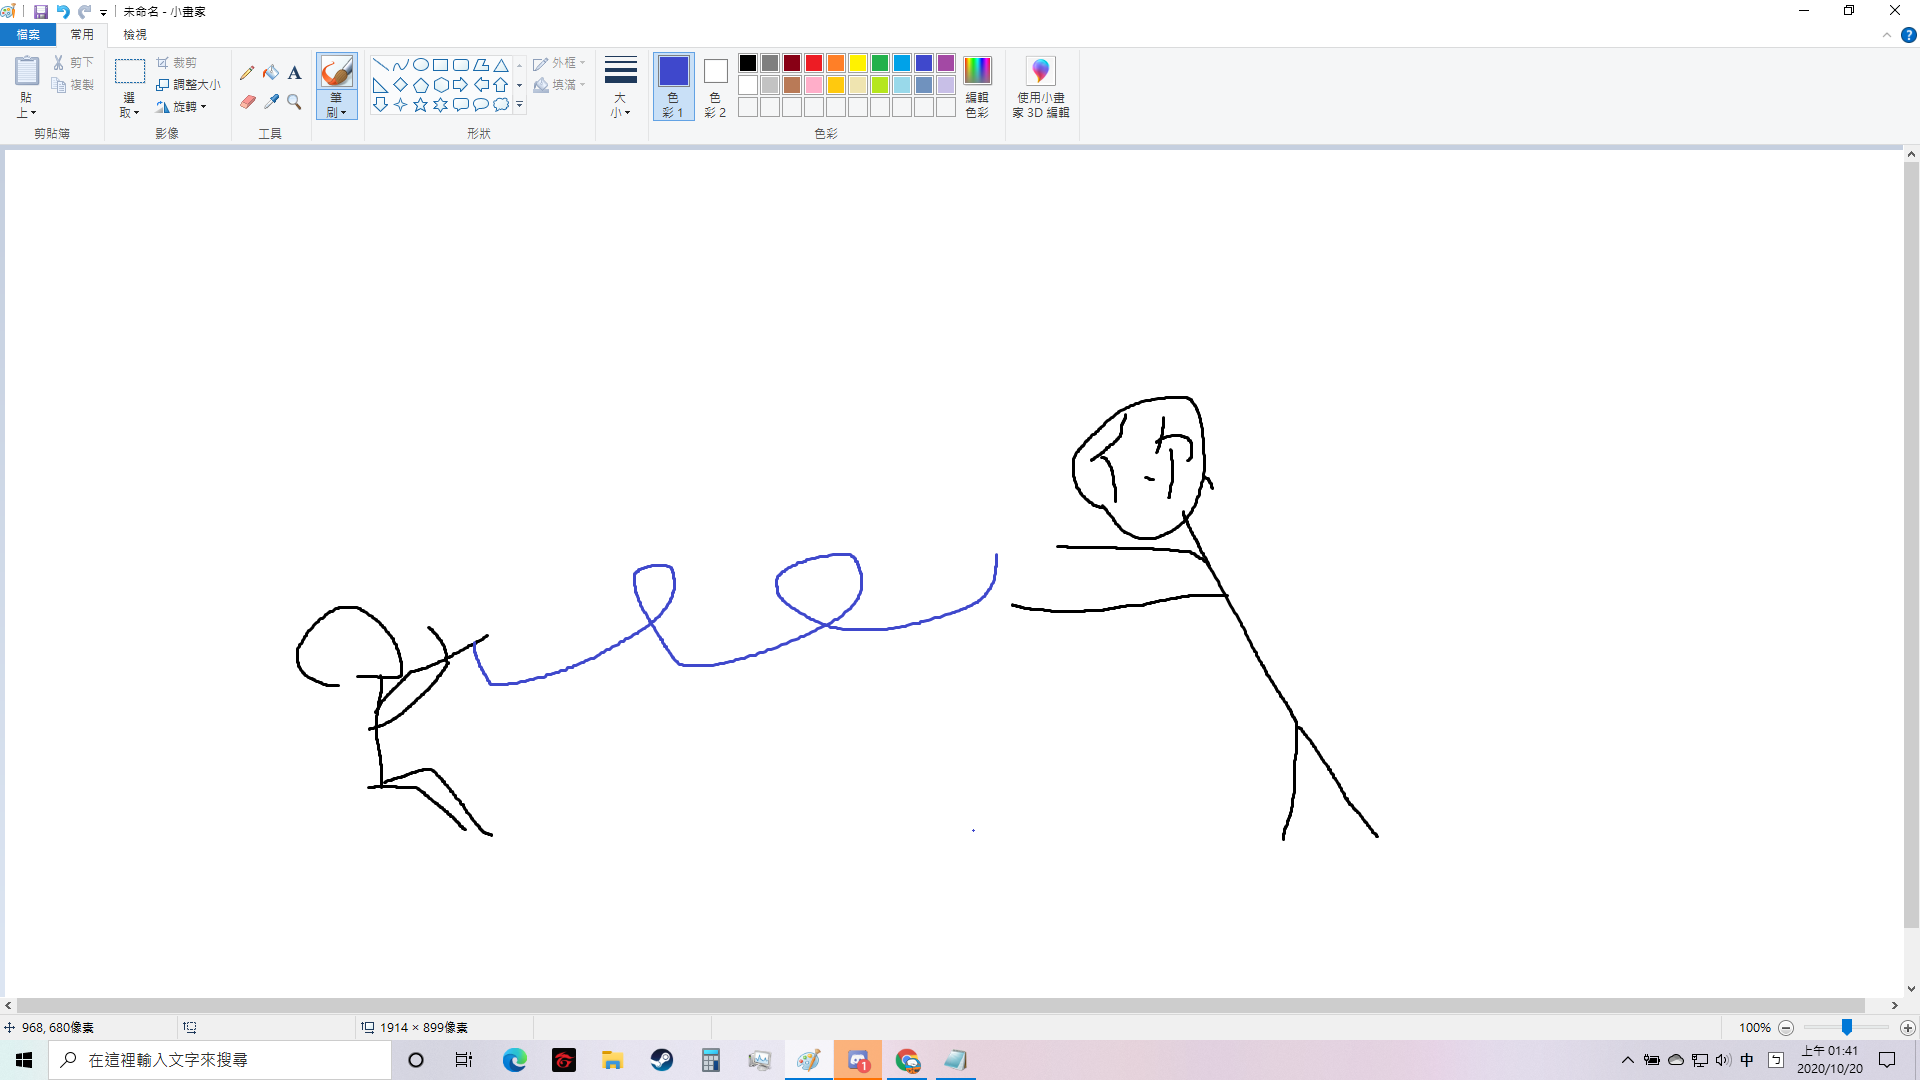 未命名 - 小畫家
檔案 常用 檢視
貼上
剪下
複製
剪貼簿
選取
裁剪
調整大小
旋轉
影像
A
工具
筆刷
形狀
外框
填滿
大小
色彩 1
色彩 2
色彩
編輯色彩
使用小畫家 3D 編輯
968, 680像素
1914 × 899像素
100%
在這裡輸入文字來搜尋
1
中
ㄅ
上午 01:41
2020/10/20